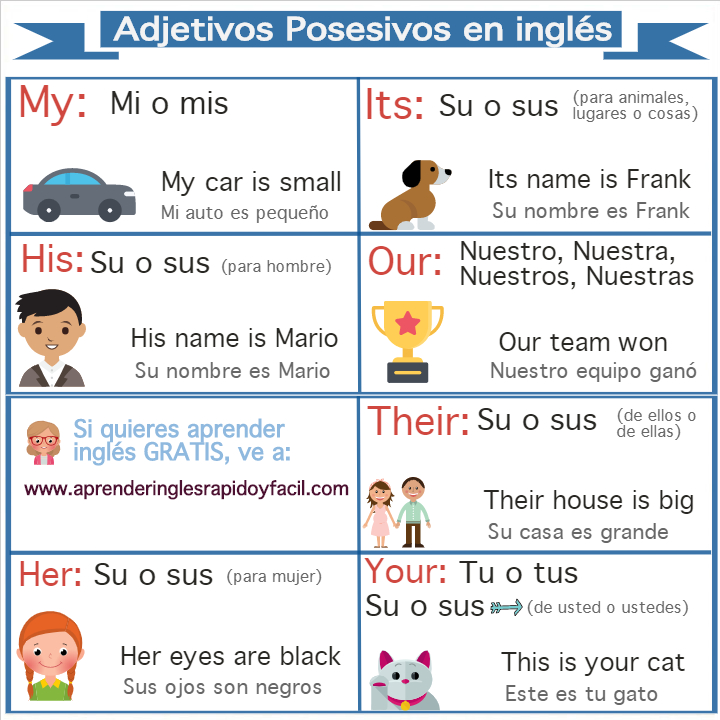 Adjetivos Posesivos en inglés
My: Mi o mis
My car is small
Mi auto es pequeño
Its: Su o sus (para animales,
lugares o cosas)
Its name is Frank
Su nombre es Frank
His: Su o sus (para hombre)
His name is Mario
Su nombre es Mario
Our: Nuestro, Nuestra,
Nuestros, Nuestras
Our team won
Nuestro equipo ganó
Si quieres aprender
inglés GRATIS, ve a:
www.aprenderinglesrapidoyfacil.com
Their: Su o sus (de ellos o
de ellas)
Their house is big
Su casa es grande
Her: Su o sus (para mujer)
Her eyes are black
Sus ojos son negros
Your: Tu o tus
Su o sus (de usted o ustedes)
This is your cat
Este es tu gato